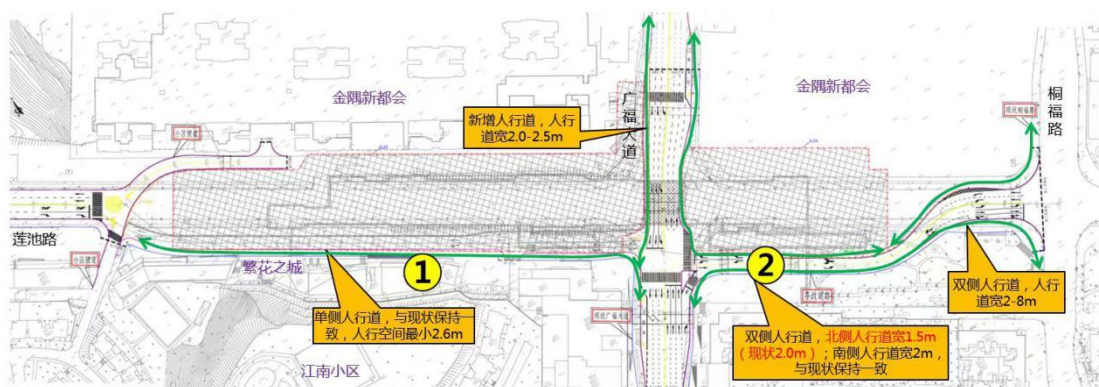 金隅新都会
金隅新都会
广福大道
桐福路
新增人行道，人行
道宽2.0-2.5m
莲池路
繁花之城
1
2
单侧人行道，与现状保持一
致，人行空间最小2.6m
双侧人行道，人行
道宽2-8m
双侧人行道，北侧人行道宽1.5m
（现状2.0m）；南侧人行道宽2m，
与现状保持一致
江南小区